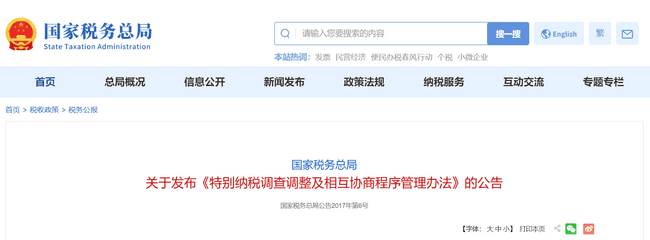 国家税务总局
State Taxation Administration
请输入您要搜索的内容
搜一搜
English
繁
本站热词： 发票 民营经济 便民办税春风行动 个税 小微企业
首页 总局概况 信息公开 新闻发布 政策法规 纳税服务 互动交流 专题专栏
首页 > 税收政策 > 税务公报
国家税务总局
关于发布《特别纳税调查调整及相互协商程序管理办法》的公告
国家税务总局公告2017年第6号
【字体： 大 中 小】 打印本页